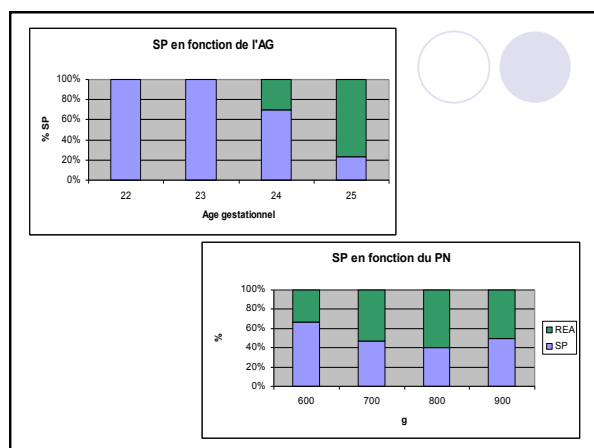 SP en fonction de l'AG
% SP
100%
80%
60%
40%
20%
0%
22 23 24 25
Age gestationnel
SP en fonction du PN
%
100%
80%
60%
40%
20%
0%
600 700 800 900
g
REA
SP